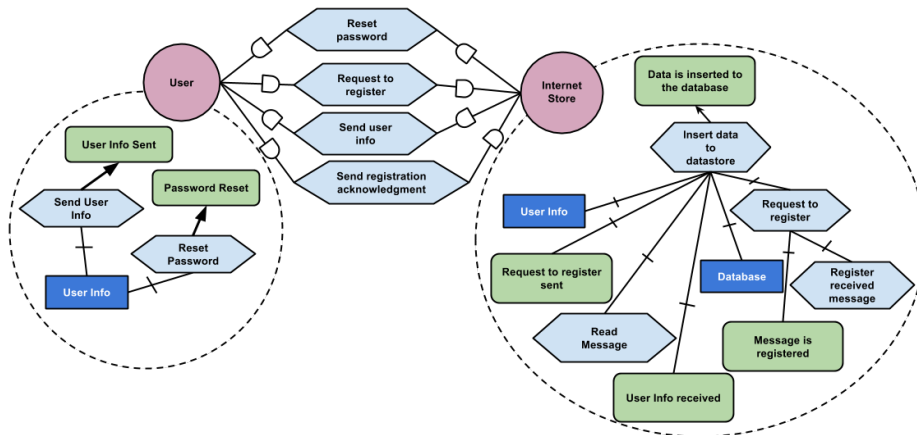 Reset
password
User
Request to
register
Internet
Store
Send user
info
Send registration
acknowledgment
User Info Sent
Password Reset
Send User
Info
Reset
Password
User Info
Data is inserted to
the database
Insert data
to
datastore
User Info
Request to
register
Request to register
sent
Database
Register
received
message
Read
Message
Message is
registered
User Info received